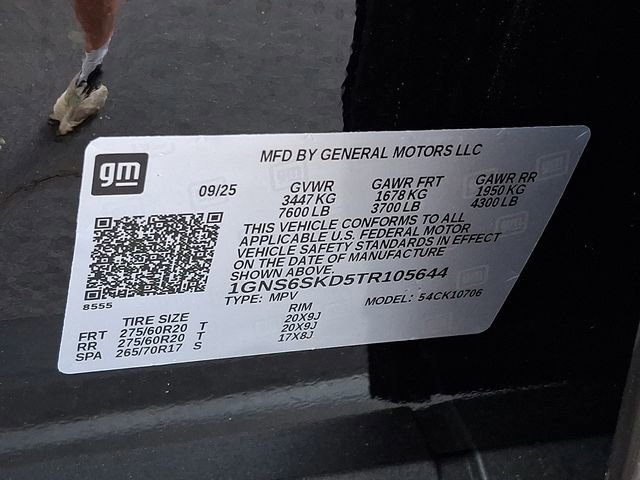 gm
MFD BY GENERAL MOTORS LLC
09/25 GVWR GAWR FRT GAWR RR
3447 KG 1678 KG 1950 KG
7600 LB 3700 LB 4300 LB
THIS VEHICLE CONFORMS TO ALL
APPLICABLE U.S. FEDERAL MOTOR
VEHICLE SAFETY STANDARDS IN EFFECT
ON THE DATE OF MANUFACTURE
SHOWN ABOVE.
1GNS6SKD5TR105644
8555
TYPE: MPV MODEL: 54CK10706
TIRE SIZE RIM
FRT 275/60R20 T 20X9J
RR 275/60R20 T 20X9J
SPA 265/70R17 S 17X8J